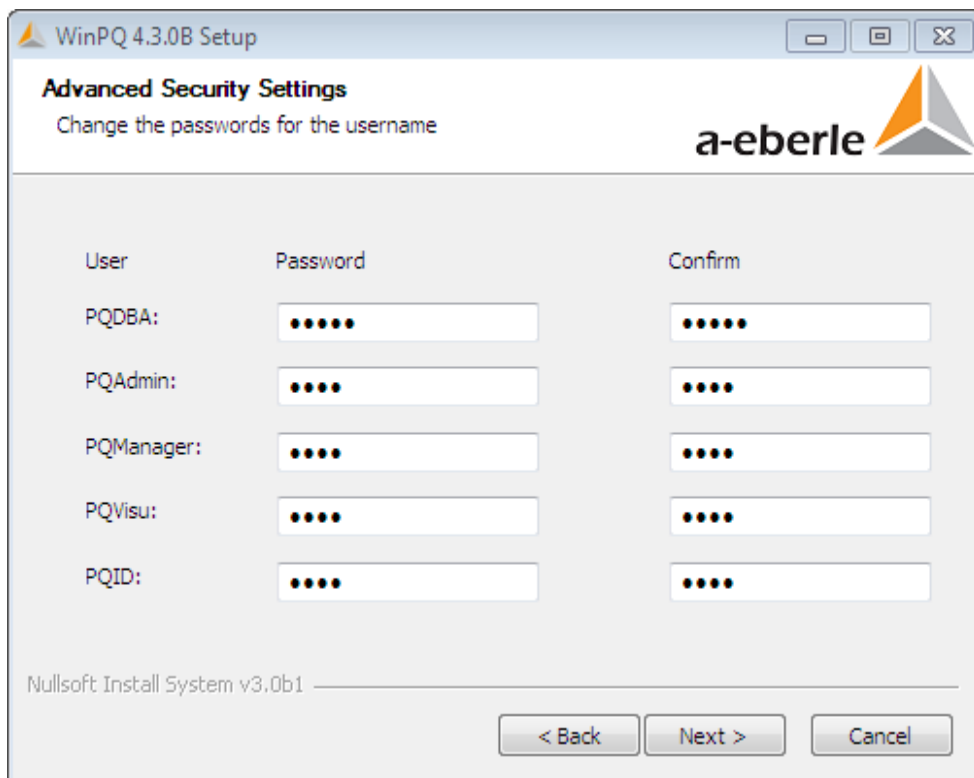 WinPQ 4.3.0B Setup
Advanced Security Settings
Change the passwords for the username
a-eberle
User Password Confirm
PQDBA: ●●●●● ●●●●●
PQAdmin: ●●●● ●●●●
PQManager: ●●●● ●●●●
PQVisu: ●●●● ●●●●
PQID: ●●●● ●●●●
Nullsoft Install System v3.0b1
< Back Next > Cancel